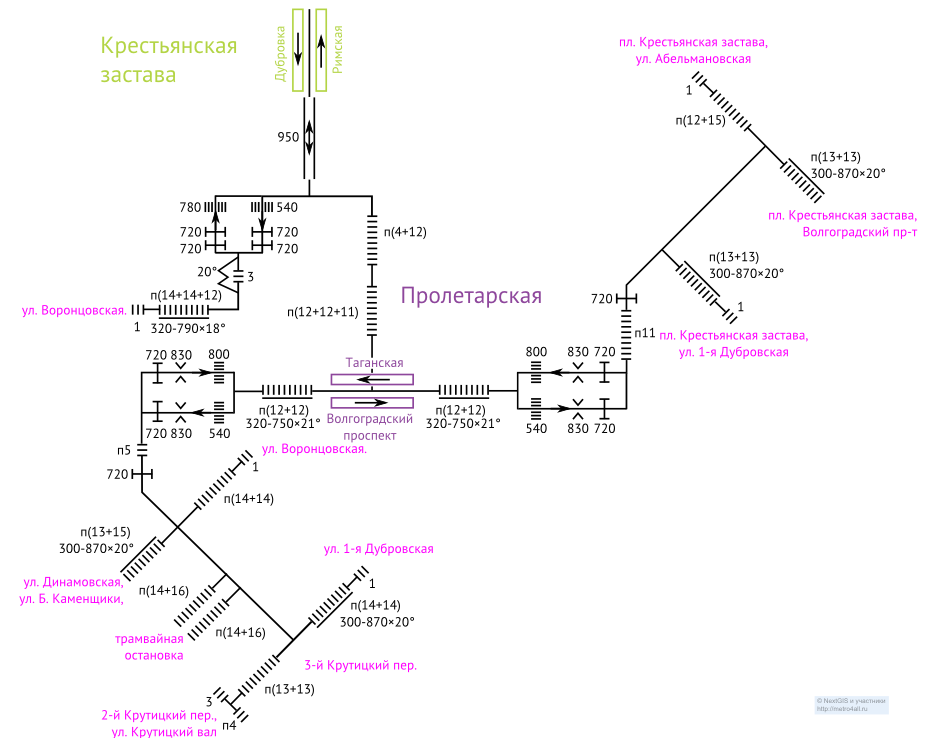 Крестьянская
застава
Дубровка
Римская
950
780
540
720
720
720
720
20°
3
п(4+12)
п(14+14+12)
ул. Воронцовская.
1
320-790×18°
п(12+12+11)
Пролетарская
Таганская
Волгоградский
проспект
пл. Крестьянская застава,
ул. Абельмановская
1
п(12+15)
п(13+13)
300-870×20°
пл. Крестьянская застава,
Волгоградский пр-т
п(13+13)
300-870×20°
1
720
п11
пл. Крестьянская застава,
ул. 1-я Дубровская
720 830 800
720 830 540
п(12+12)
320-750×21°
п(12+12)
320-750×21°
800 830 720
540 830 720
п5
720
ул. Воронцовская.
1
п(14+14)
п(13+15)
300-870×20°
ул. Динамовская,
ул. Б. Каменщики,
п(14+16)
п(14+16)
трамвайная
остановка
ул. 1-я Дубровская
1
п(14+14)
300-870×20°
3-й Крутицкий пер.
п(13+13)
3
п4
2-й Крутицкий пер.,
ул. Крутицкий вал
© NextGIS и участники
http://metro4all.ru